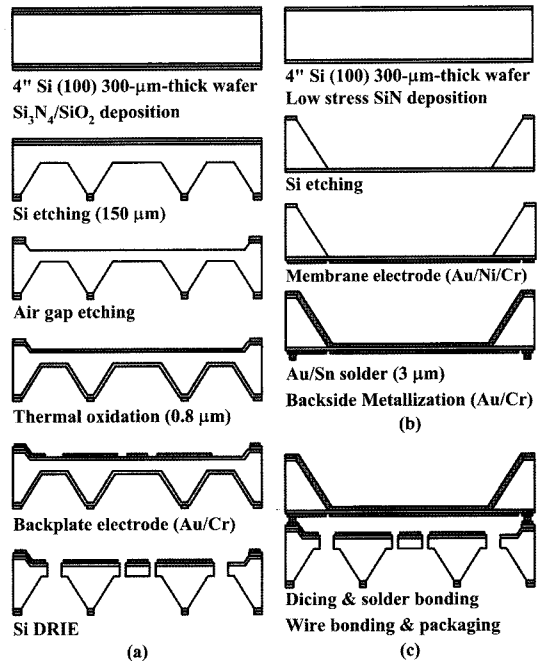 4" Si (100) 300-μm-thick wafer
Si₃N₄/SiO₂ deposition
Si etching (150 μm)
Air gap etching
Thermal oxidation (0.8 μm)
Backplate electrode (Au/Cr)
Si DRIE
(a)
4" Si (100) 300-μm-thick wafer
Low stress SiN deposition
Si etching
Membrane electrode (Au/Ni/Cr)
Au/Sn solder (3 μm)
Backside Metallization (Au/Cr)
(b)
Dicing & solder bonding
Wire bonding & packaging
(c)